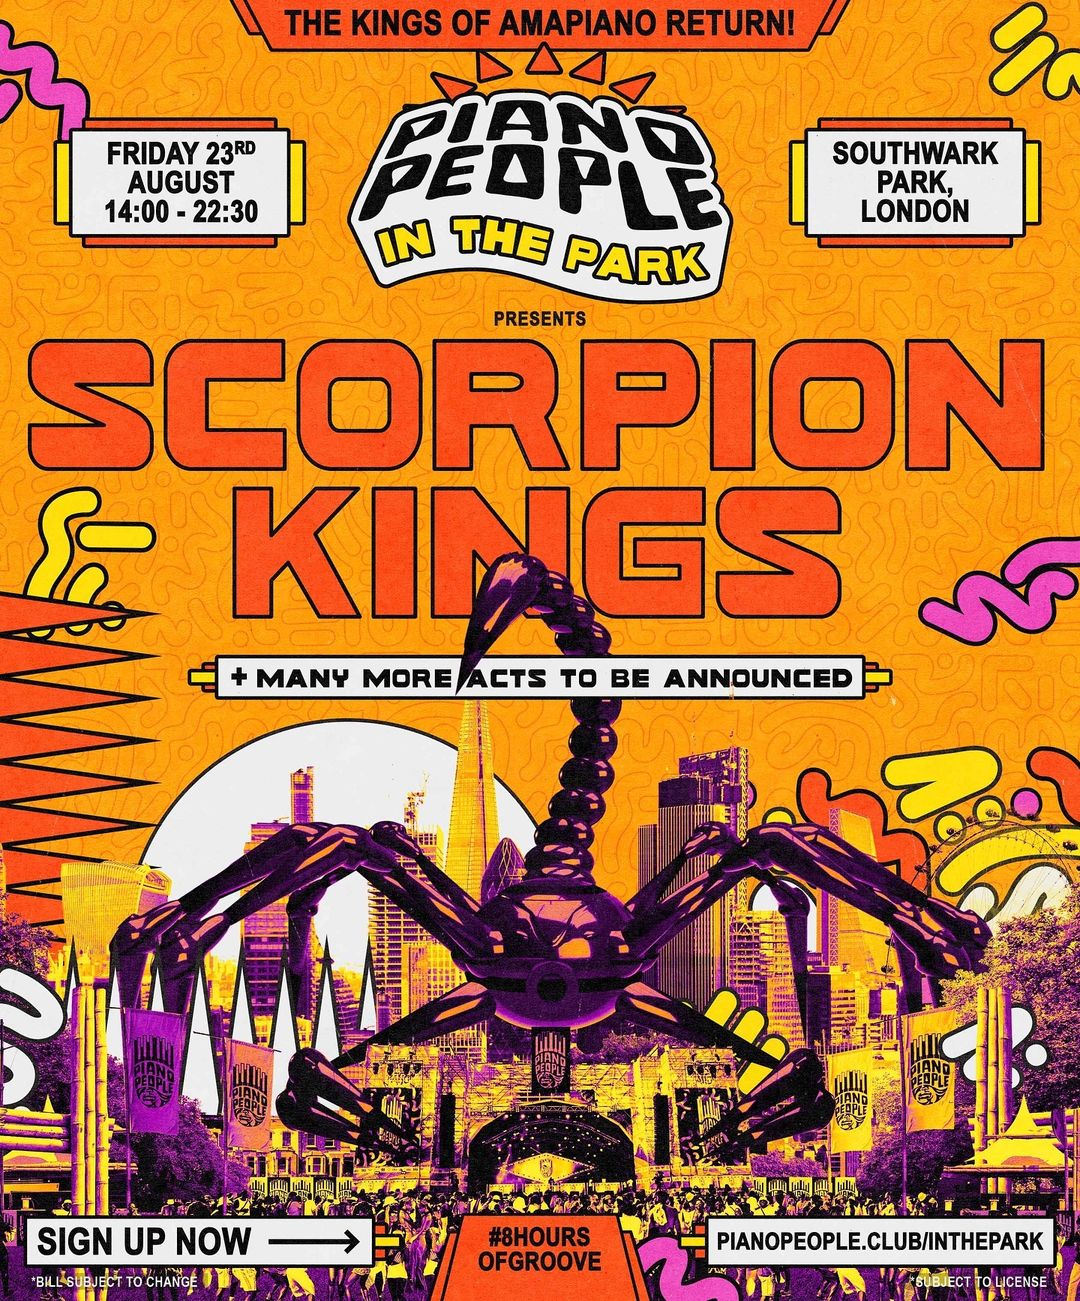 THE KINGS OF AMAPIANO RETURN!
PIANO
PEOPLE
IN THE PARK
FRIDAY 23RD
AUGUST
14:00 - 22:30
SOUTHWARK
PARK,
LONDON
PRESENTS
SCORPION
KINGS
+ MANY MORE ACTS TO BE ANNOUNCED
PIANO
PEOPLE
PIANO
PEOPLE
PIANO
PEOPLE
PIANO
PEOPLE
PIANO
PEOPLE
SIGN UP NOW
#8HOURS
OFGROOVE
PIANOPEOPLE.CLUB/INTHEPARK
*BILL SUBJECT TO CHANGE
*SUBJECT TO LICENSE